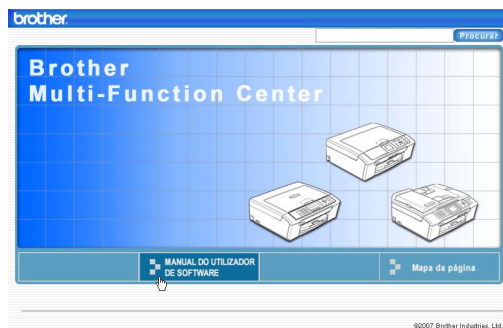 brother
Procurar
Brother
Multi-Function Center
MANUAL DO UTILIZADOR
DE SOFTWARE
Mapa da página
©2007 Brother Industries, Ltd.